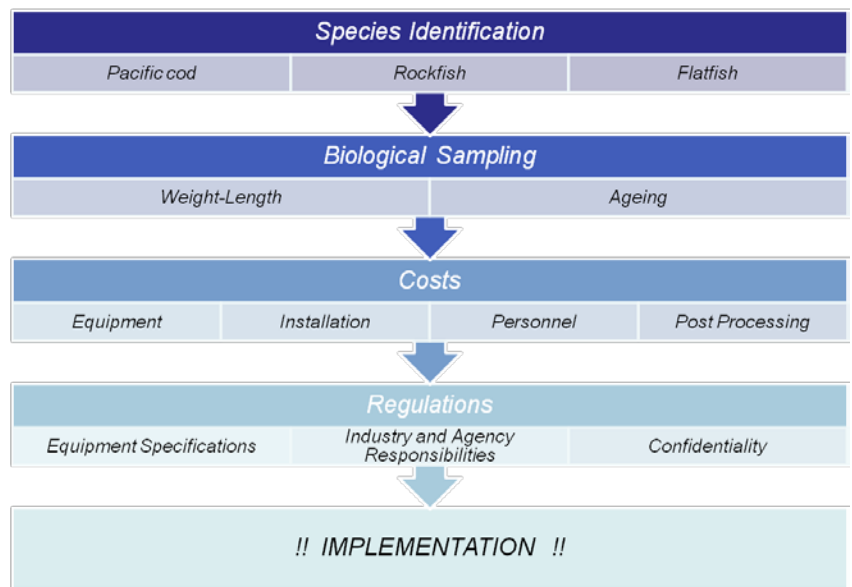 Species Identification
Pacific cod
Rockfish
Flatfish
Biological Sampling
Weight-Length
Ageing
Costs
Equipment
Installation
Personnel
Post Processing
Regulations
Equipment Specifications
Industry and Agency
Responsibilities
Confidentiality
!! IMPLEMENTATION !!